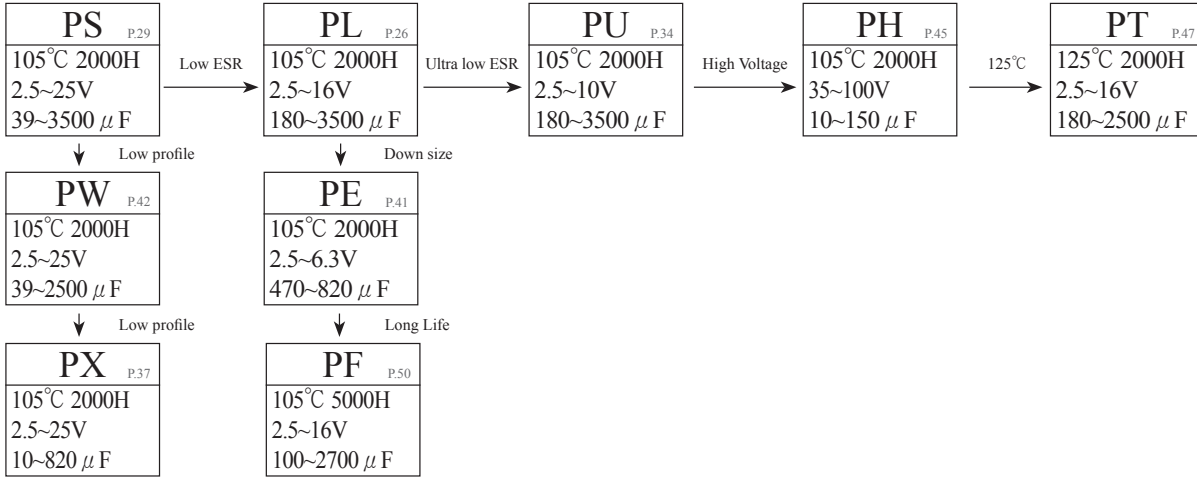 PS P.29
105℃ 2000H
2.5~25V
39~3500 μF
Low ESR
PL P.26
105℃ 2000H
2.5~16V
180~3500 μF
Ultra low ESR
PU P.34
105℃ 2000H
2.5~10V
180~3500 μF
High Voltage
PH P.45
105℃ 2000H
35~100V
10~150 μF
125℃
PT P.47
125℃ 2000H
2.5~16V
180~2500 μF
Low profile
PW P.42
105℃ 2000H
2.5~25V
39~2500 μF
Low profile
PX P.37
105℃ 2000H
2.5~25V
10~820 μF
Down size
PE P.41
105℃ 2000H
2.5~6.3V
470~820 μF
Long Life
PF P.50
105℃ 5000H
2.5~16V
100~2700 μF